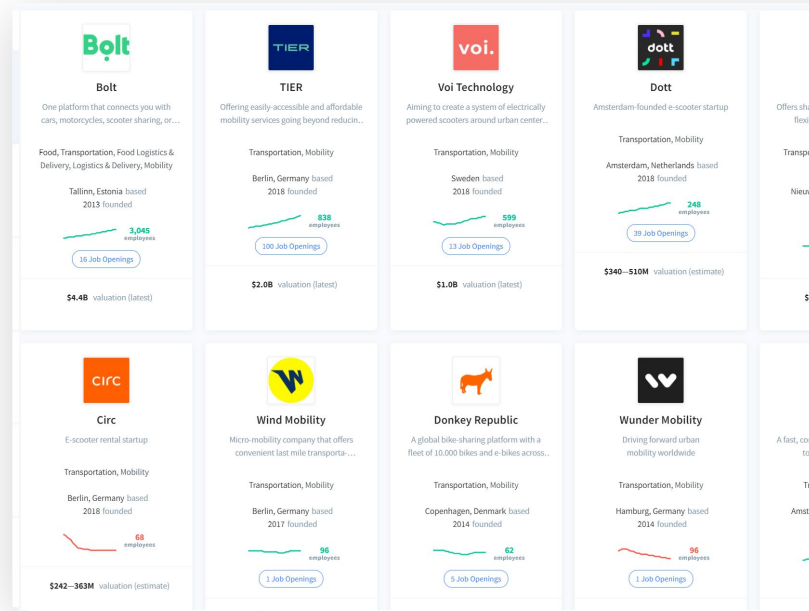 Bolt
Bolt
One platform that connects you with
cars, motorcycles, scooter sharing, or...
Food, Transportation, Food Logistics &
Delivery, Logistics & Delivery, Mobility
Tallinn, Estonia based
2013 founded
3,045
employees
16 Job Openings
$4.4B valuation (latest)
TIER
TIER
Offering easily-accessible and affordable
mobility services going beyond reducin...
Transportation, Mobility
Berlin, Germany based
2018 founded
838
employees
100 Job Openings
$2.0B valuation (latest)
voi.
Voi Technology
Aiming to create a system of electrically
powered scooters around urban center...
Transportation, Mobility
Sweden based
2018 founded
599
employees
13 Job Openings
$1.0B valuation (latest)
dott
Dott
Amsterdam-founded e-scooter startup
Transportation, Mobility
Amsterdam, Netherlands based
2018 founded
248
employees
39 Job Openings
$340—510M valuation (estimate)
Offers sh
flexi
Transp
Nieu
$
circ
Circ
E-scooter rental startup
Transportation, Mobility
Berlin, Germany based
2018 founded
68
employees
$242—363M valuation (estimate)
W
Wind Mobility
Micro-mobility company that offers
convenient last mile transporta-...
Transportation, Mobility
Berlin, Germany based
2017 founded
96
employees
1 Job Openings
Donkey Republic
A global bike-sharing platform with a
fleet of 10.000 bikes and e-bikes across..
Transportation, Mobility
Copenhagen, Denmark based
2014 founded
62
employees
5 Job Openings
Wunder Mobility
Driving forward urban
mobility worldwide
Transportation, Mobility
Hamburg, Germany based
2014 founded
96
employees
1 Job Openings
A fast, co
to
T
Amst